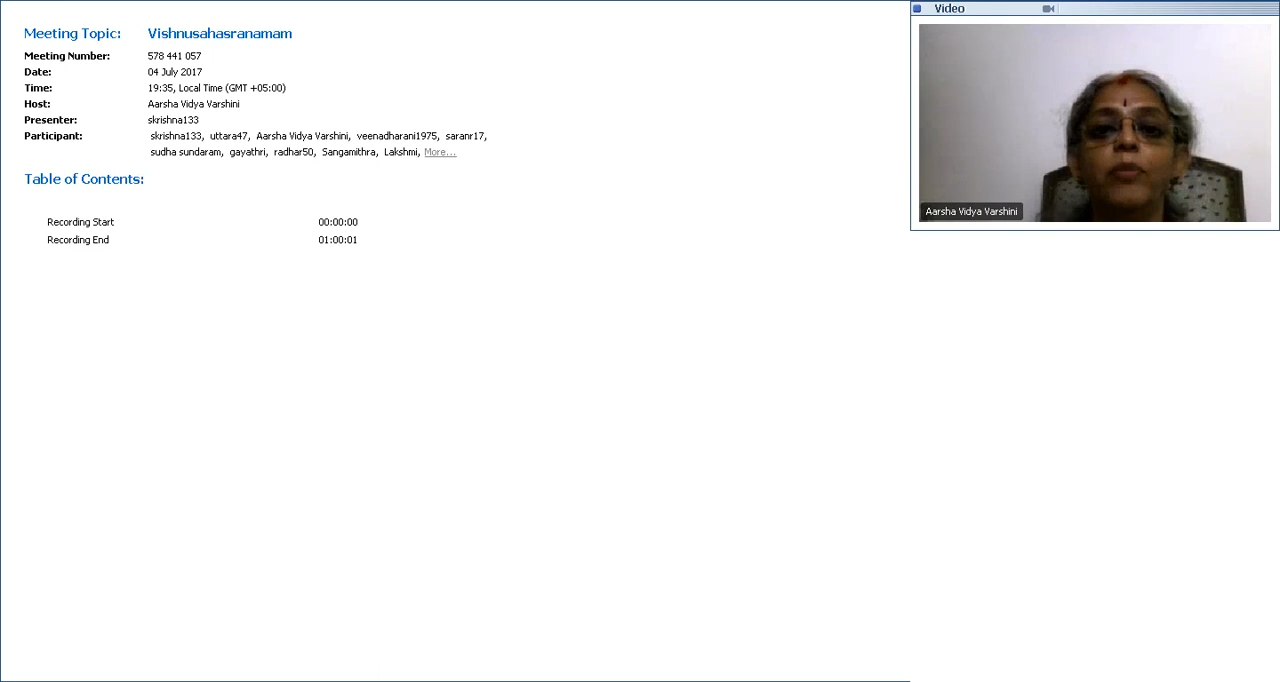 Meeting Topic: Vishnusahasranamam
Meeting Number: 578 441 057
Date: 04 July 2017
Time: 19:35, Local Time (GMT +05:00)
Host: Aarsha Vidya Varshini
Presenter: skrishna133
Participant: skrishna133, uttara47, Aarsha Vidya Varshini, veenadharani1975, saranr17,
sudha sundaram, gayathri, radhar50, Sangamithra, Lakshmi, More...
Table of Contents:
Recording Start 00:00:00
Recording End 01:00:01
Video
Aarsha Vidya Varshini